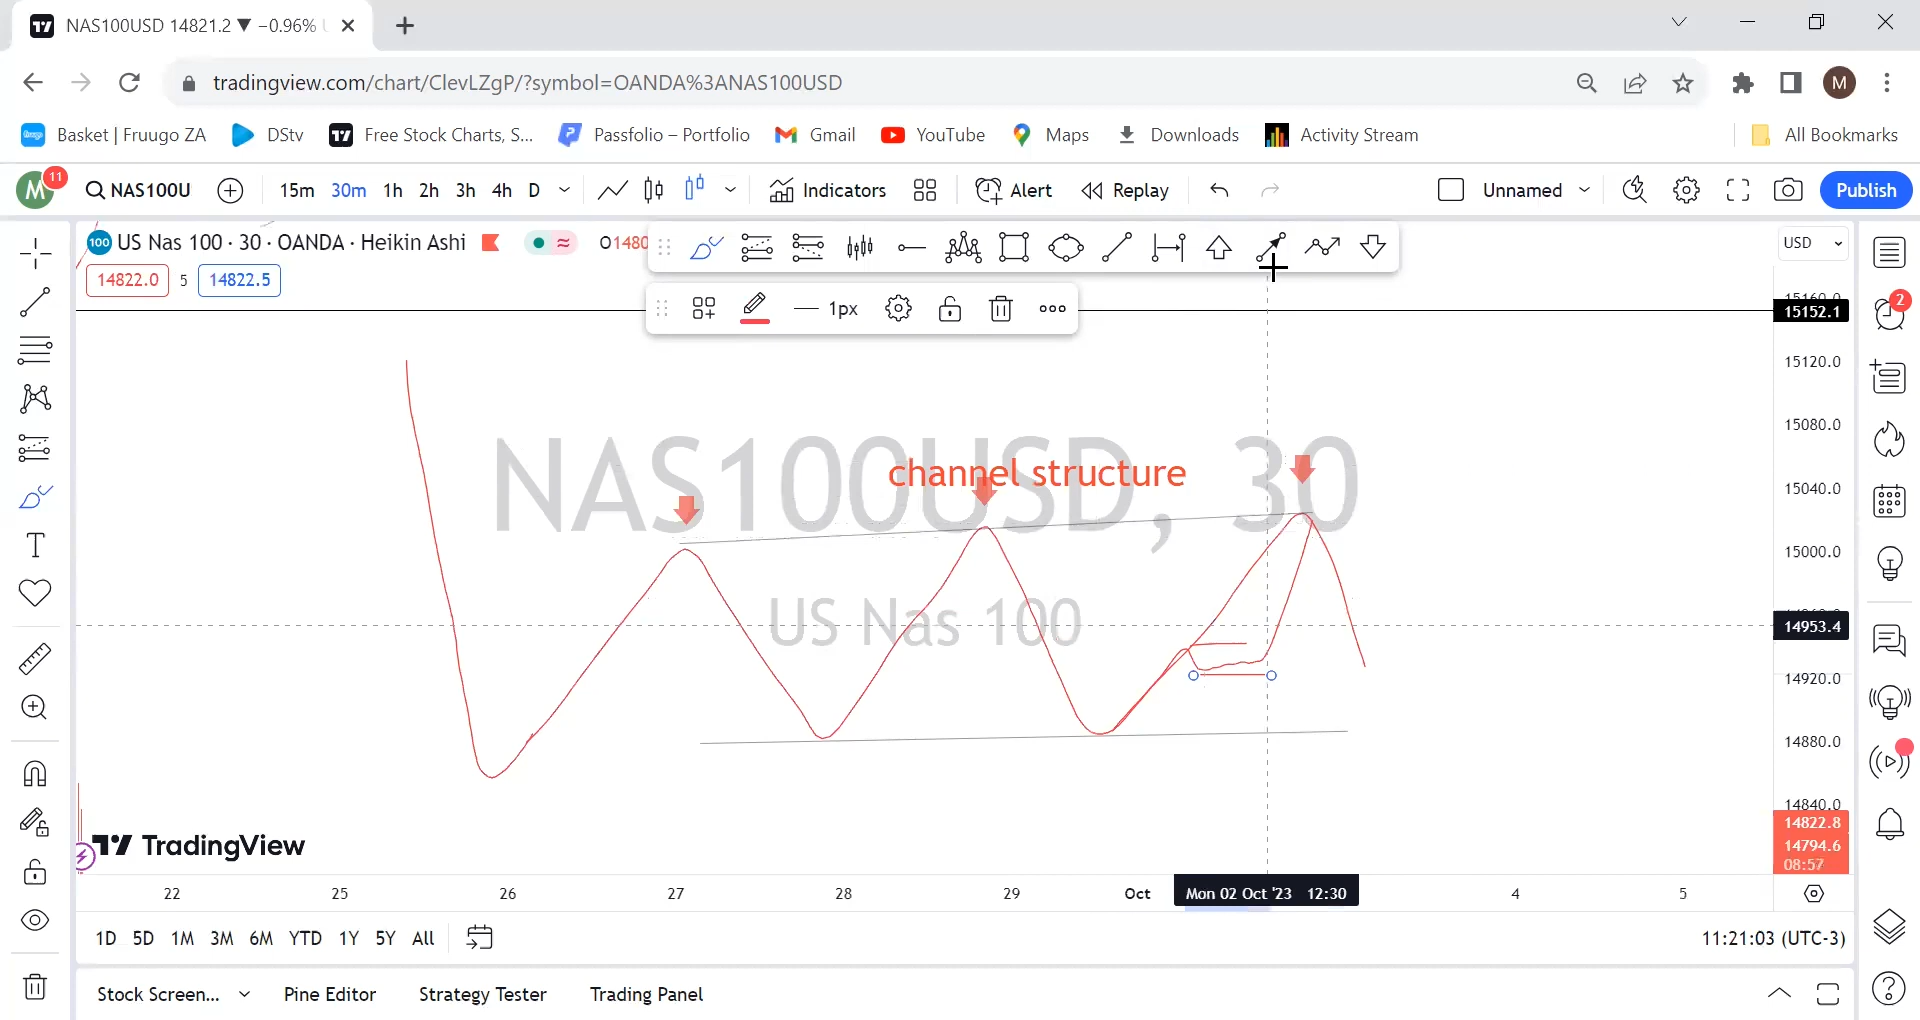 NAS100USD 14821.2 ▼ −0.96%
tradingview.com/chart/ClevLZgP/?symbol=OANDA%3ANAS100USD
M
Basket | Fruugo ZA
DStv
Free Stock Charts, S...
Passfolio – Portfolio
Gmail
YouTube
Maps
Downloads
Activity Stream
All Bookmarks
M
11
NAS100U
15m 30m 1h 2h 3h 4h D
Indicators
Alert
Replay
Unnamed
Publish
100 US Nas 100 · 30 · OANDA · Heikin Ashi
O1480
USD
14822.0 5 14822.5
1px
2
15152.1
15120.0
15080.0
channel structure
NAS100USD, 30
15040.0
15000.0
US Nas 100
14953.4
14920.0
14880.0
14840.0
14822.8
14794.6
08:57
TradingView
22 25 26 27 28 29 Oct Mon 02 Oct '23 12:30 4 5
1D 5D 1M 3M 6M YTD 1Y 5Y All
11:21:03 (UTC-3)
Stock Screen... Pine Editor Strategy Tester Trading Panel